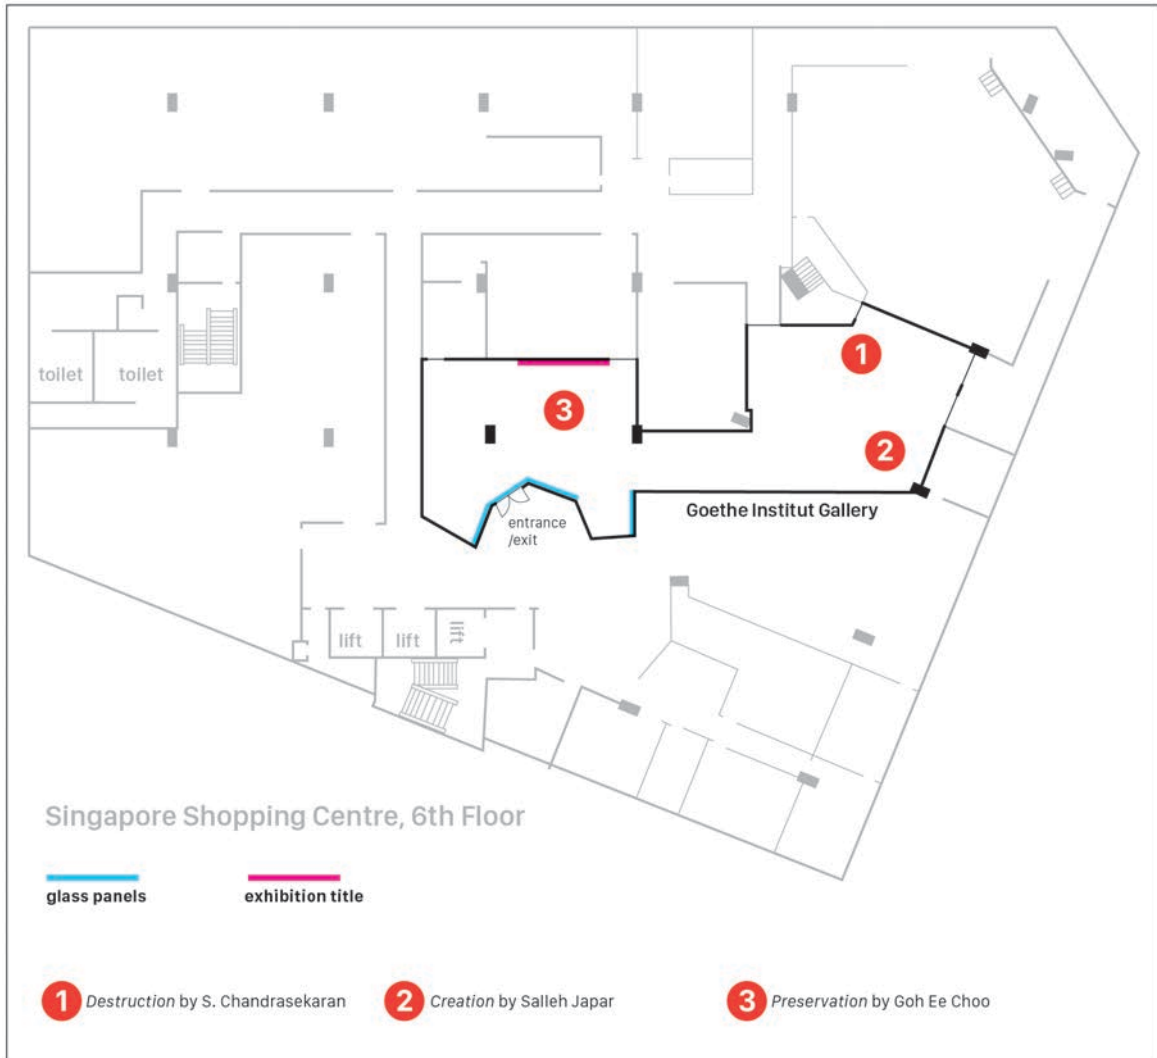 toilet
toilet
1
3
2
Goethe Institut Gallery
entrance
/exit
lift
lift
lift
Singapore Shopping Centre, 6th Floor
glass panels
exhibition title
1 Destruction by S. Chandrasekaran
2 Creation by Salleh Japar
3 Preservation by Goh Ee Choo